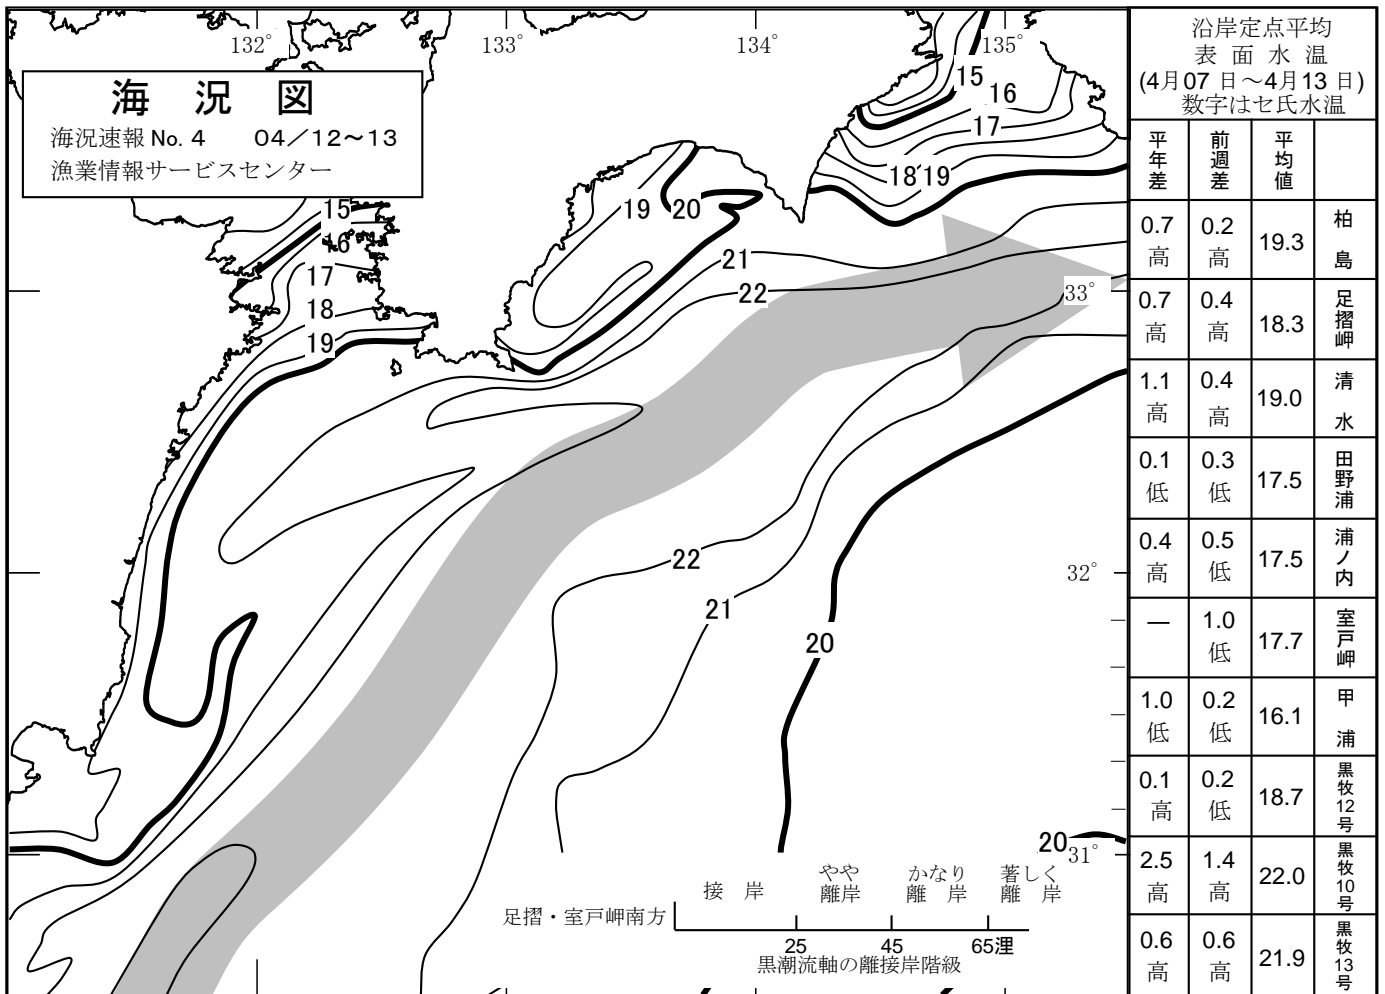 海 況 図
海況速報 No. 4 04／12～13
漁業情報サービスセンター
132°
133°
134°
135°
15
16
17
18 19
19
20
15
16
17
18
19
21
22
33°
22
21
20
32°
20
31°
接 岸
やや
離岸
かなり
離 岸
著しく
離 岸
足摺・室戸岬南方
25
45
65浬
黒潮流軸の離接岸階級
沿岸定点平均
表 面 水 温
(4月07 日～4月13 日)
数字はセ氏水温
平年差 前週差 平均値
0.7高 0.2高 19.3 柏島
0.7高 0.4高 18.3 足摺岬
1.1高 0.4高 19.0 清水
0.1低 0.3低 17.5 田野浦
0.4高 0.5低 17.5 浦ノ内
— 1.0低 17.7 室戸岬
1.0低 0.2低 16.1 甲浦
0.1高 0.2低 18.7 黒牧12号
2.5高 1.4高 22.0 黒牧10号
0.6高 0.6高 21.9 黒牧13号